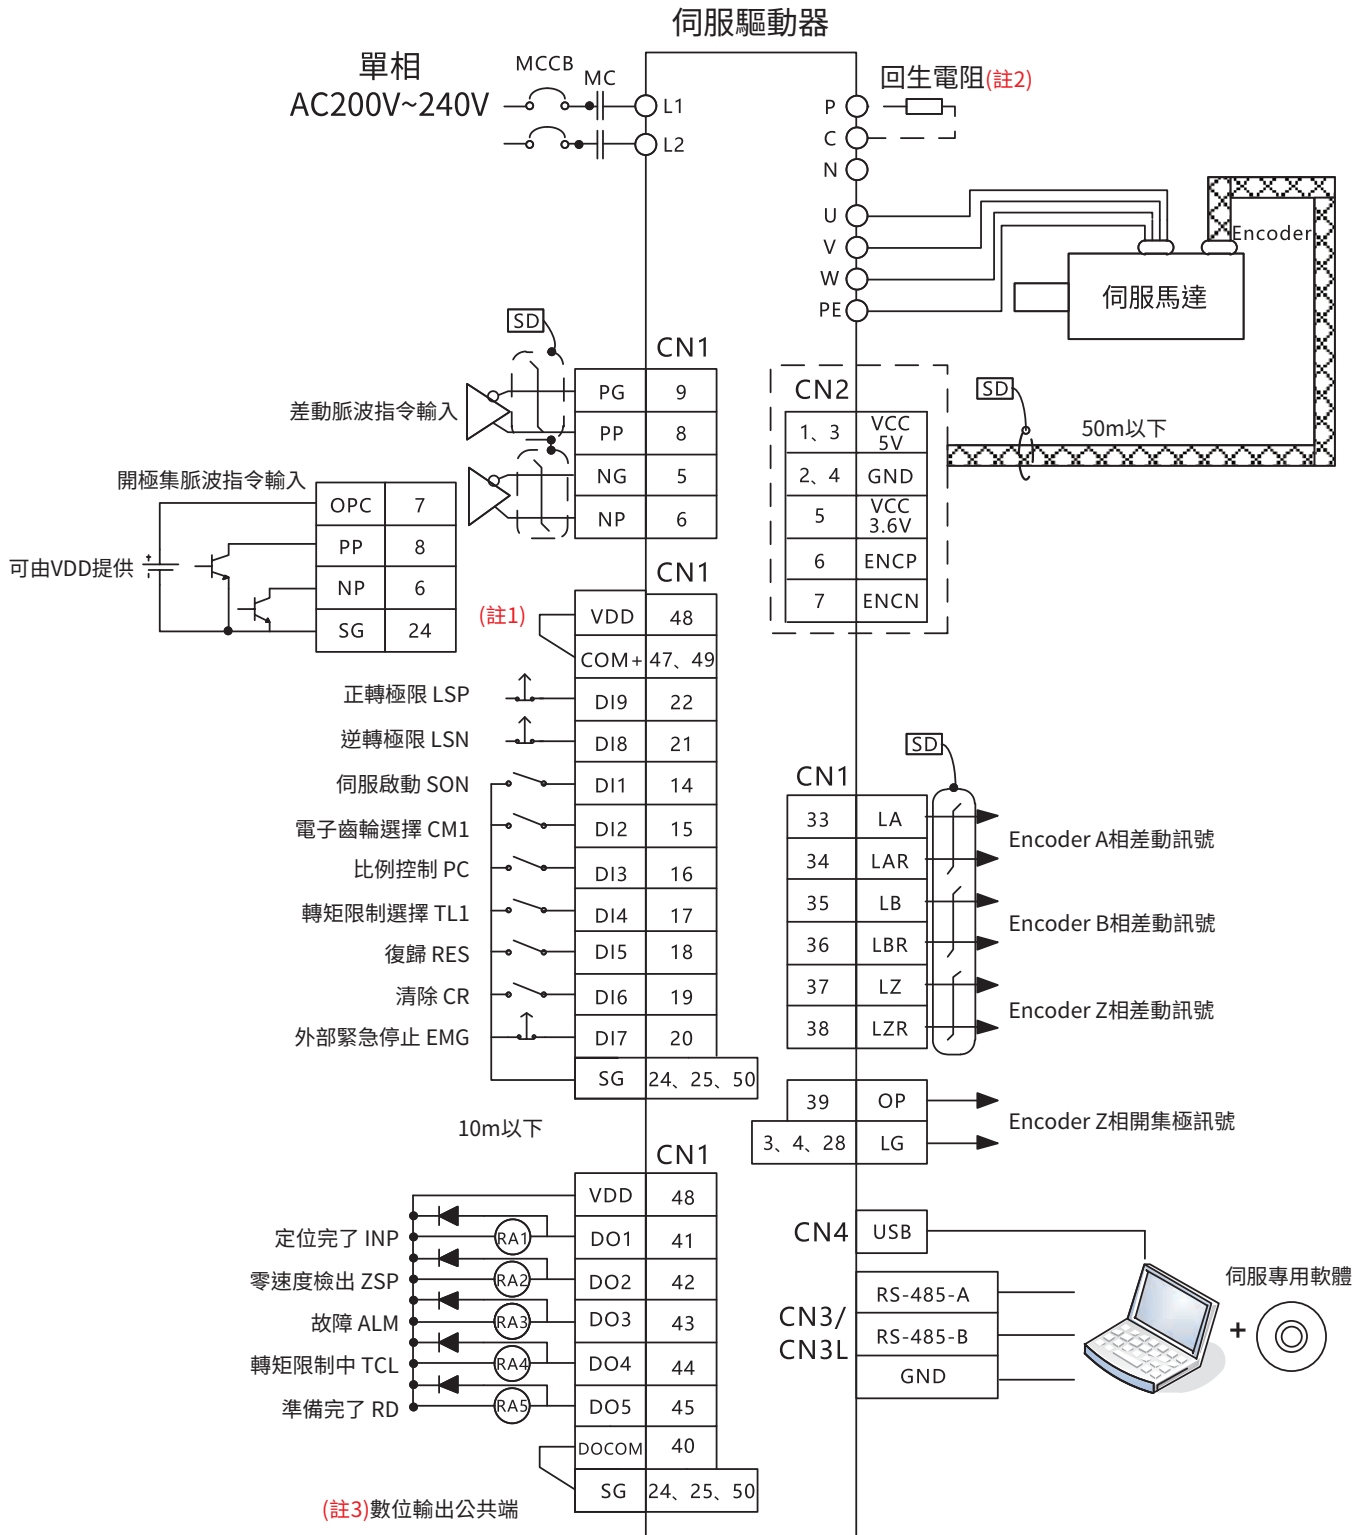 伺服驅動器
單相
AC200V~240V
MCCB
MC
L1
L2
P
C
N
U
V
W
PE
回生電阻(註2)
Encoder
伺服馬達
SD
CN1
差動脈波指令輸入
PG 9
PP 8
NG 5
NP 6
開極集脈波指令輸入
可由VDD提供
OPC 7
PP 8
NP 6
SG 24
CN2
1、3 VCC 5V
2、4 GND
5 VCC 3.6V
6 ENCP
7 ENCN
SD
50m以下
CN1
(註1)
VDD 48
COM+ 47、49
正轉極限 LSP DI9 22
逆轉極限 LSN DI8 21
伺服啟動 SON DI1 14
電子齒輪選擇 CM1 DI2 15
比例控制 PC DI3 16
轉矩限制選擇 TL1 DI4 17
復歸 RES DI5 18
清除 CR DI6 19
外部緊急停止 EMG DI7 20
SG 24、25、50
10m以下
SD
CN1
33 LA
34 LAR
35 LB
36 LBR
37 LZ
38 LZR
Encoder A相差動訊號
Encoder B相差動訊號
Encoder Z相差動訊號
39 OP
3、4、28 LG
Encoder Z相開集極訊號
CN1
VDD 48
定位完了 INP RA1 DO1 41
零速度檢出 ZSP RA2 DO2 42
故障 ALM RA3 DO3 43
轉矩限制中 TCL RA4 DO4 44
準備完了 RD RA5 DO5 45
DOCOM 40
SG 24、25、50
(註3)數位輸出公共端
CN4 USB
CN3/
CN3L
RS-485-A
RS-485-B
GND
伺服專用軟體
+